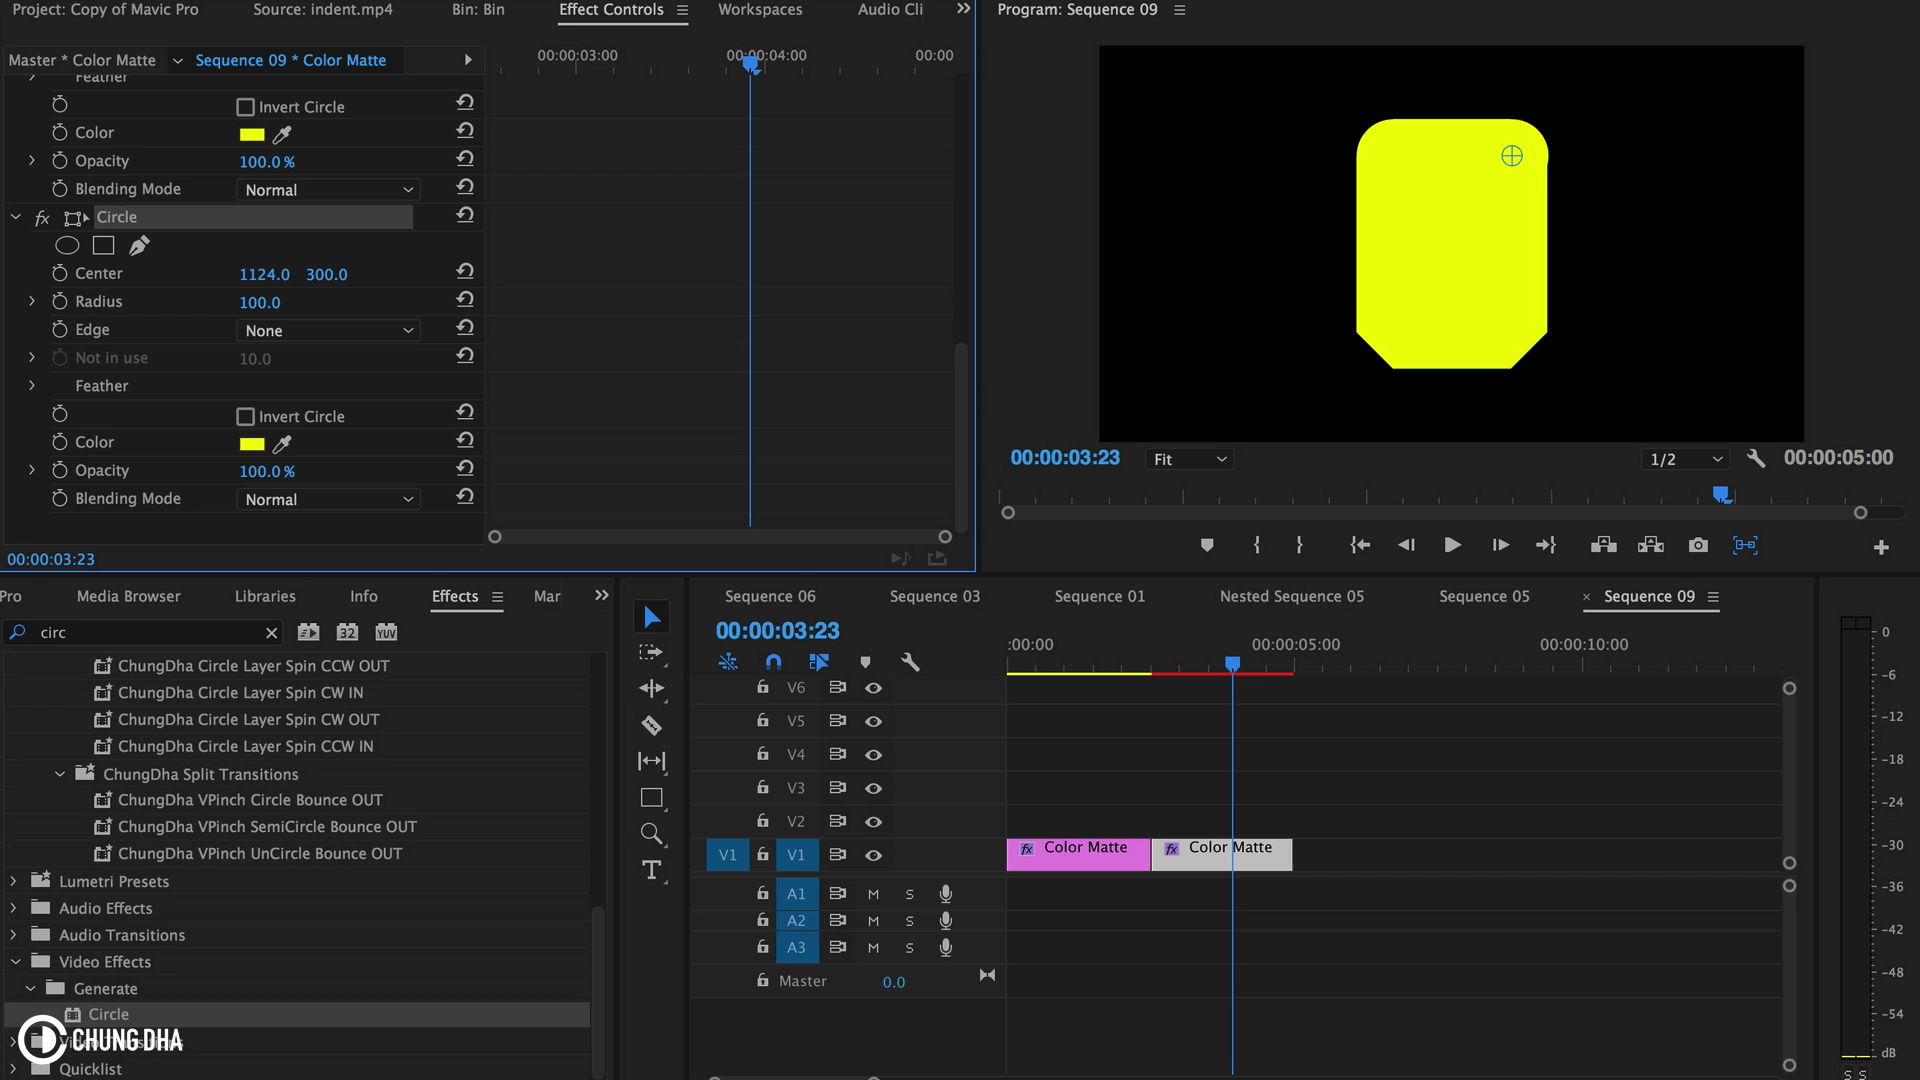 Project: Copy of Mavic Pro
Source: indent.mp4
Bin: Bin
Effect Controls
Workspaces
Audio Cli
Program: Sequence 09
Master * Color Matte
Sequence 09 * Color Matte
00:00:03:00
00:00:04:00
00:00
Feather
Invert Circle
Color
Opacity
100.0 %
Blending Mode
Normal
fx
Circle
Center
1124.0
300.0
Radius
100.0
Edge
None
Not in use
10.0
Feather
Invert Circle
Color
Opacity
100.0 %
Blending Mode
Normal
00:00:03:23
00:00:03:23
Fit
1/2
00:00:05:00
Pro
Media Browser
Libraries
Info
Effects
Mar
circ
32
YUV
ChungDha Circle Layer Spin CCW OUT
ChungDha Circle Layer Spin CW IN
ChungDha Circle Layer Spin CW OUT
ChungDha Circle Layer Spin CCW IN
ChungDha Split Transitions
ChungDha VPinch Circle Bounce OUT
ChungDha VPinch SemiCircle Bounce OUT
ChungDha VPinch UnCircle Bounce OUT
Lumetri Presets
Audio Effects
Audio Transitions
Video Effects
Generate
Circle
CHUNG DHA
Quicklist
Sequence 06
Sequence 03
Sequence 01
Nested Sequence 05
Sequence 05
× Sequence 09
00:00:03:23
:00:00
00:00:05:00
00:00:10:00
V6
V5
V4
V3
V2
V1
V1
fx Color Matte
fx Color Matte
A1 M S
A2 M S
A3 M S
Master
0.0
T
0
-6
-12
-18
-24
-30
-36
-42
-48
-54
dB
S S